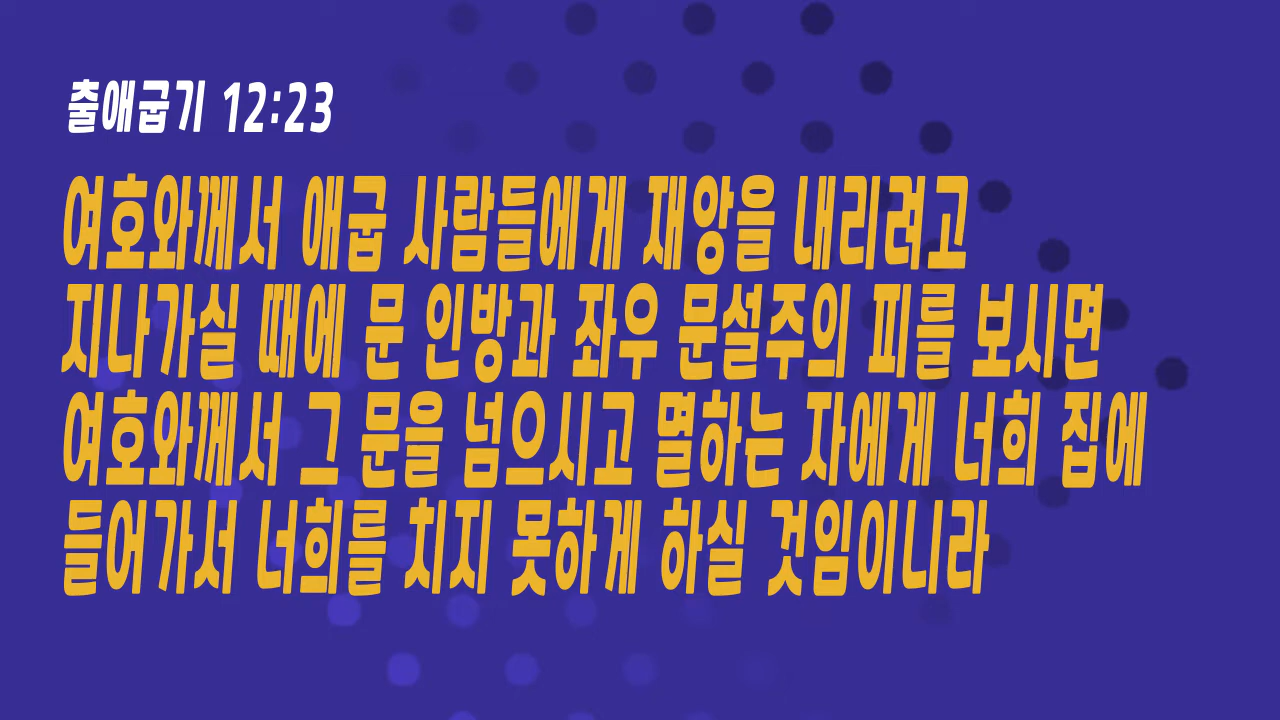 출애굽기 12:23
여호와께서 애굽 사람들에게 재앙을 내리려고
지나가실 때에 문 인방과 좌우 문설주의 피를 보시면
여호와께서 그 문을 넘으시고 멸하는 자에게 너희 집에
들어가서 너희를 치지 못하게 하실 것임이니라